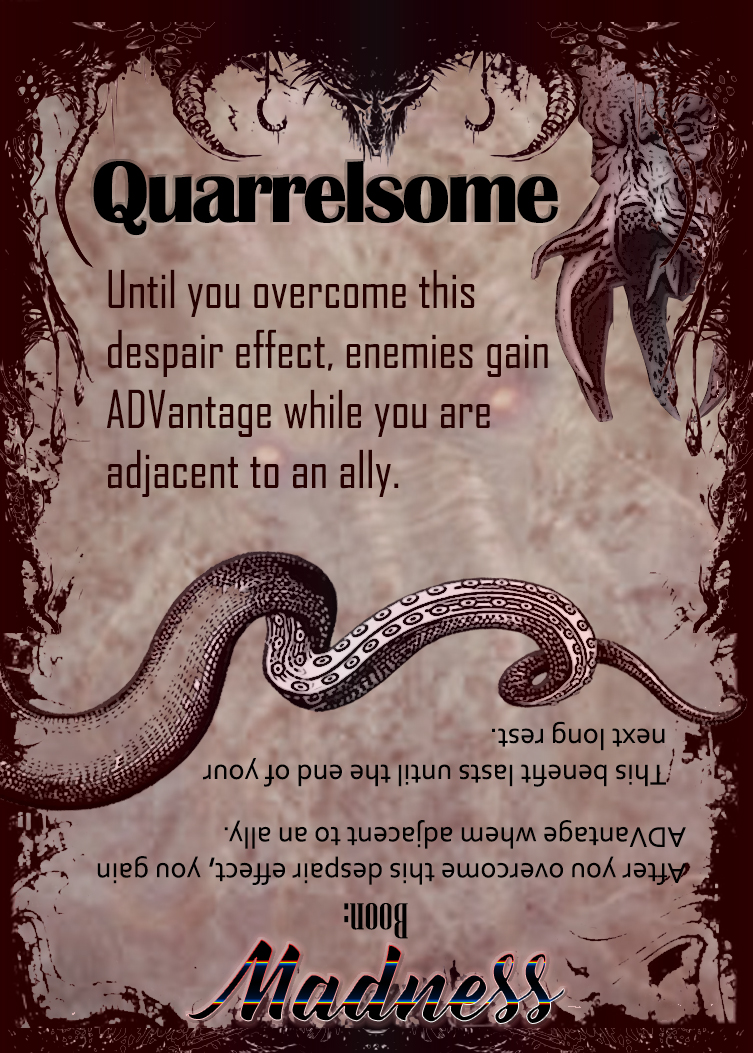 Quarrelsome
Until you overcome this
despair effect, enemies gain
ADVantage while you are
adjacent to an ally.
Boon:
After you overcome this despair effect, you gain
ADVantage whem adjacent to an ally.
This benefit lasts until the end of your
next long rest.
Madness